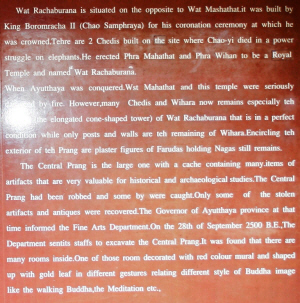 Wat Rachaburana is situated on the opposite to Wat Mashathat.it was built by
King Boromracha II (Chao Samphraya) for his coronation ceremony at which he
was crowned.Tehre are 2 Chedis built on the site where Chao-yi died in a power
struggle on elephants.He erected Phra Mahathat and Phra Wihan to be a Royal
Temple and named Wat Rachaburana.
When Ayutthaya was conquered.Wst Mahathat and this temple were seriously
by fire. However,many Chedis and Wihara now remains especially teh
the elongated cone-shaped tower) of Wat Rachaburana that is in a perfect
condition while only posts and walls are teh remaining of Wihara.Encircling teh
exterior of teh Prang are plaster figures of Farudas holding Nagas still remains.
The Central Prang is the large one with a cache containing many.items of
artifacts that are very valuable for historical and archaeological studies.The Central
Prang had been robbed and some by were caught.Only some of the stolen
artifacts and antiques were recovered.The Governor of Ayutthaya province at that
time informed the Fine Arts Department.On the 28th of September 2500 B.E.,The
Department sentits staffs to excavate the Central Prang.It was found that there are
many rooms inside.One of those room decorated with red colour mural and shaped
up with gold leaf in different gestures relating different style of Buddha image
like the walking Buddha,the Meditation etc.,